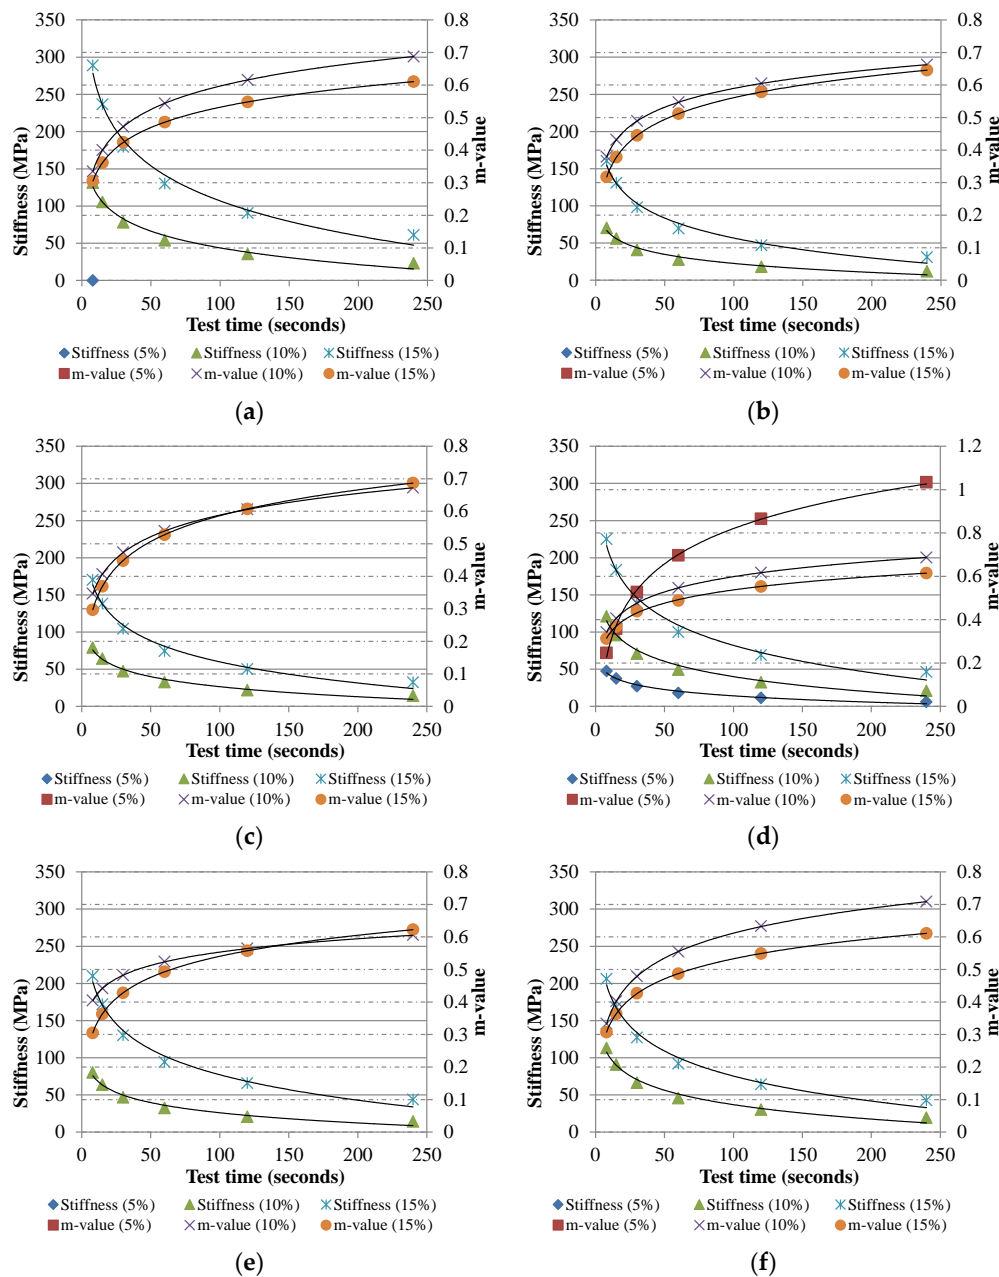 350 300 250 200 150 100 50 0
Stiffness (MPa)
0.8 0.7 0.6 0.5 0.4 0.3 0.2 0.1 0
m-value
0 50 100 150 200 250
Test time (seconds)
Stiffness (5%) Stiffness (10%) Stiffness (15%)
m-value (5%) m-value (10%) m-value (15%)
(a)
350 300 250 200 150 100 50 0
Stiffness (MPa)
0.8 0.7 0.6 0.5 0.4 0.3 0.2 0.1 0
m-value
0 50 100 150 200 250
Test time (seconds)
Stiffness (5%) Stiffness (10%) Stiffness (15%)
m-value (5%) m-value (10%) m-value (15%)
(b)
350 300 250 200 150 100 50 0
Stiffness (MPa)
0.8 0.7 0.6 0.5 0.4 0.3 0.2 0.1 0
m-value
0 50 100 150 200 250
Test time (seconds)
Stiffness (5%) Stiffness (10%) Stiffness (15%)
m-value (5%) m-value (10%) m-value (15%)
(c)
350 300 250 200 150 100 50 0
Stiffness (MPa)
1.2 1 0.8 0.6 0.4 0.2 0
m-value
0 50 100 150 200 250
Test time (seconds)
Stiffness (5%) Stiffness (10%) Stiffness (15%)
m-value (5%) m-value (10%) m-value (15%)
(d)
350 300 250 200 150 100 50 0
Stiffness (MPa)
0.8 0.7 0.6 0.5 0.4 0.3 0.2 0.1 0
m-value
0 50 100 150 200 250
Test time (seconds)
Stiffness (5%) Stiffness (10%) Stiffness (15%)
m-value (5%) m-value (10%) m-value (15%)
(e)
350 300 250 200 150 100 50 0
Stiffness (MPa)
0.8 0.7 0.6 0.5 0.4 0.3 0.2 0.1 0
m-value
0 50 100 150 200 250
Test time (seconds)
Stiffness (5%) Stiffness (10%) Stiffness (15%)
m-value (5%) m-value (10%) m-value (15%)
(f)